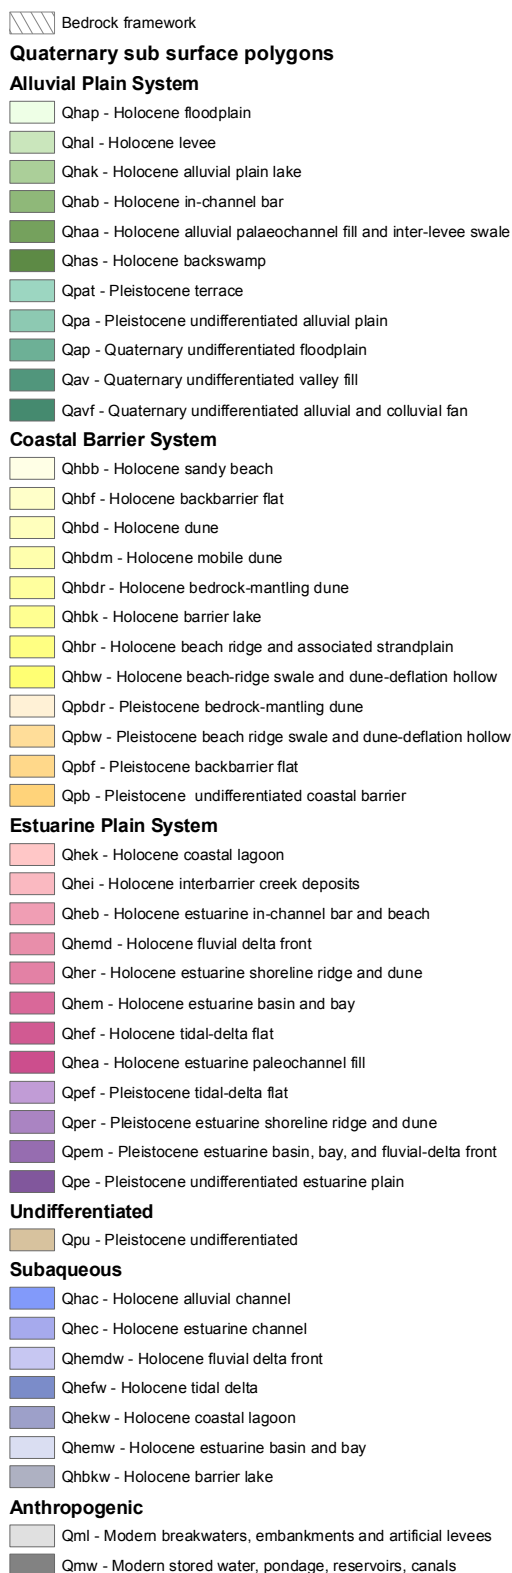 Bedrock framework
Quaternary sub surface polygons
Alluvial Plain System
Qhap - Holocene floodplain
Qhal - Holocene levee
Qhak - Holocene alluvial plain lake
Qhab - Holocene in-channel bar
Qhaa - Holocene alluvial palaeochannel fill and inter-levee swale
Qhas - Holocene backswamp
Qpat - Pleistocene terrace
Qpa - Pleistocene undifferentiated alluvial plain
Qap - Quaternary undifferentiated floodplain
Qav - Quaternary undifferentiated valley fill
Qavf - Quaternary undifferentiated alluvial and colluvial fan
Coastal Barrier System
Qhbb - Holocene sandy beach
Qhbf - Holocene backbarrier flat
Qhbd - Holocene dune
Qhbdm - Holocene mobile dune
Qhbdr - Holocene bedrock-mantling dune
Qhbk - Holocene barrier lake
Qhbr - Holocene beach ridge and associated strandplain
Qhbw - Holocene beach-ridge swale and dune-deflation hollow
Qpbdr - Pleistocene bedrock-mantling dune
Qpbw - Pleistocene beach ridge swale and dune-deflation hollow
Qpbf - Pleistocene backbarrier flat
Qpb - Pleistocene  undifferentiated coastal barrier
Estuarine Plain System
Qhek - Holocene coastal lagoon
Qhei - Holocene interbarrier creek deposits
Qheb - Holocene estuarine in-channel bar and beach
Qhemd - Holocene fluvial delta front
Qher - Holocene estuarine shoreline ridge and dune
Qhem - Holocene estuarine basin and bay
Qhef - Holocene tidal-delta flat
Qhea - Holocene estuarine paleochannel fill
Qpef - Pleistocene tidal-delta flat
Qper - Pleistocene estuarine shoreline ridge and dune
Qpem - Pleistocene estuarine basin, bay, and fluvial-delta front
Qpe - Pleistocene undifferentiated estuarine plain
Undifferentiated
Qpu - Pleistocene undifferentiated
Subaqueous
Qhac - Holocene alluvial channel
Qhec - Holocene estuarine channel
Qhemdw - Holocene fluvial delta front
Qhefw - Holocene tidal delta
Qhekw - Holocene coastal lagoon
Qhemw - Holocene estuarine basin and bay
Qhbkw - Holocene barrier lake
Anthropogenic
Qml - Modern breakwaters, embankments and artificial levees
Qmw - Modern stored water, pondage, reservoirs, canals